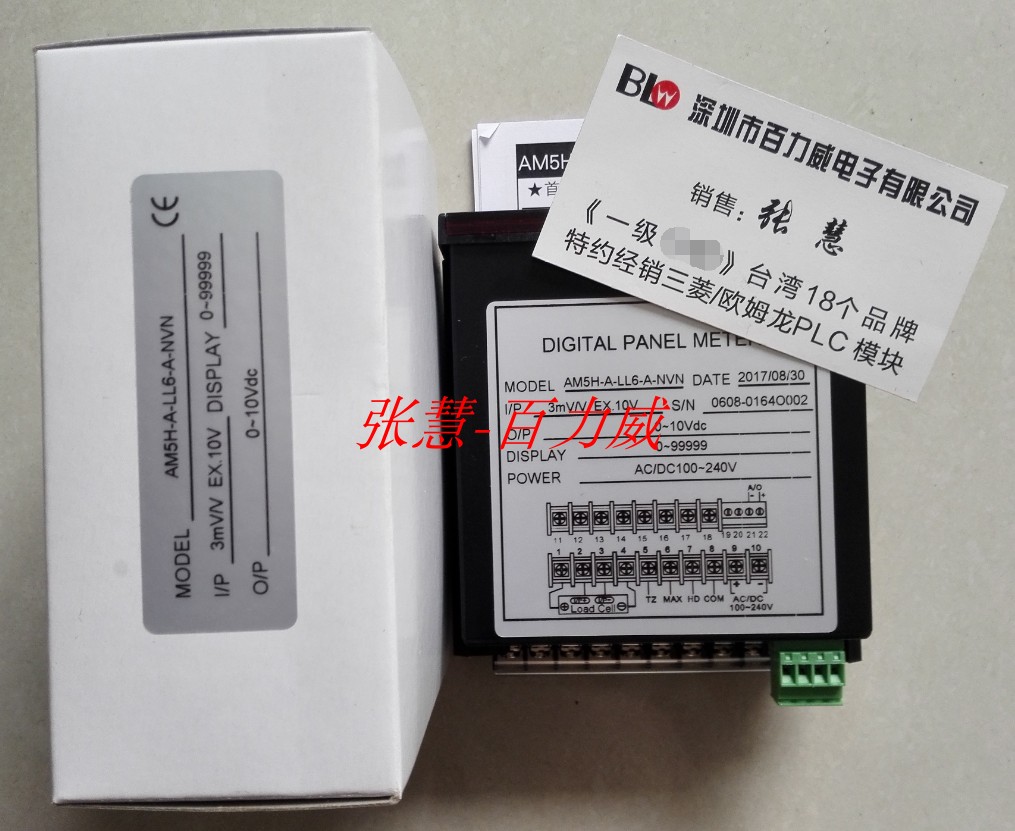 CE
MODEL AM5H-A-LL6-A-NVN
I/P 3mV/V EX.10V DISPLAY 0~99999
O/P 0~10Vdc
AM5H
★首
BLW 深圳市百力威电子有限公司
销售：张慧
《一级》台湾18个品牌
特约经销三菱/欧姆龙PLC模块
DIGITAL PANEL METE
MODEL AM5H-A-LL6-A-NVN DATE 2017/08/30
I/P 3mV/V EX.10V S/N 0608-0164O002
O/P 0~10Vdc
DISPLAY 0~99999
POWER AC/DC100~240V
A/O
- +
11 12 13 14 15 16 17 18 19 20 21 22
1 2 3 4 5 6 7 8 9 10
+ -
TZ MAX HD COM AC/DC
100~240V
Load Cell
张慧-百力威